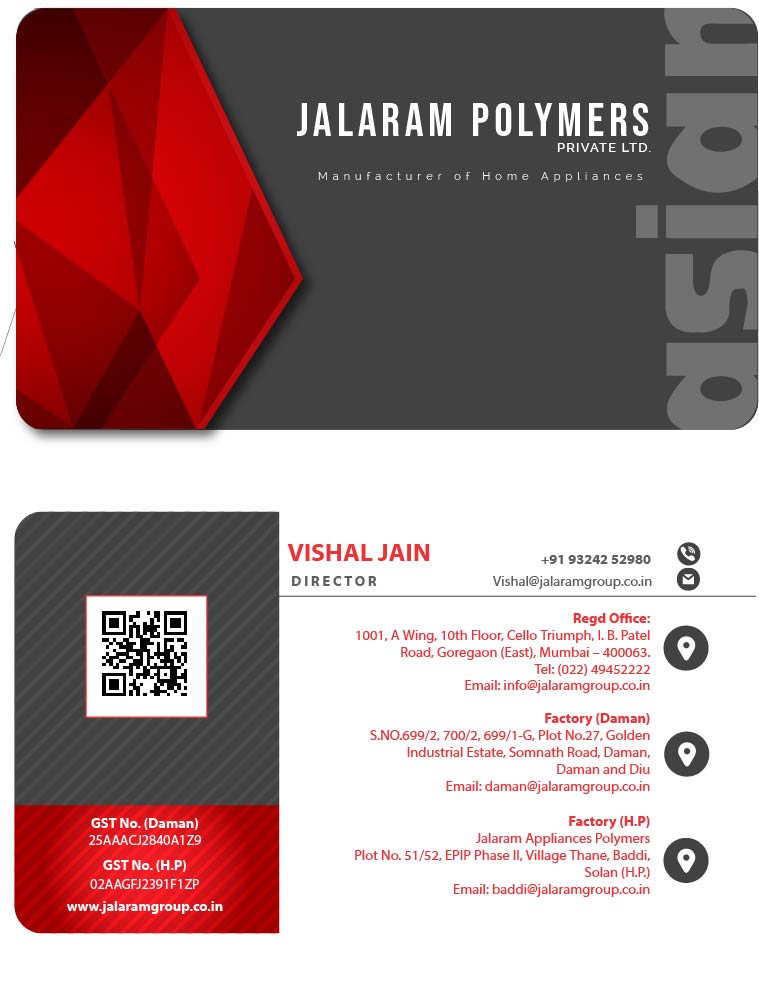 JALARAM POLYMERS
PRIVATE LTD.
Manufacturer of Home Appliances
asian
VISHAL JAIN
DIRECTOR
+91 93242 52980
Vishal@jalaramgroup.co.in
Regd Office:
1001, A Wing, 10th Floor, Cello Triumph, I. B. Patel
Road, Goregaon (East), Mumbai – 400063.
Tel: (022) 49452222
Email: info@jalaramgroup.co.in
Factory (Daman)
S.NO.699/2, 700/2, 699/1-G, Plot No.27, Golden
Industrial Estate, Somnath Road, Daman,
Daman and Diu
Email: daman@jalaramgroup.co.in
Factory (H.P)
Jalaram Appliances Polymers
Plot No. 51/52, EPIP Phase II, Village Thane, Baddi,
Solan (H.P.)
Email: baddi@jalaramgroup.co.in
GST No. (Daman)
25AAACJ2840A1Z9
GST No. (H.P)
02AAGFJ2391F1ZP
www.jalaramgroup.co.in